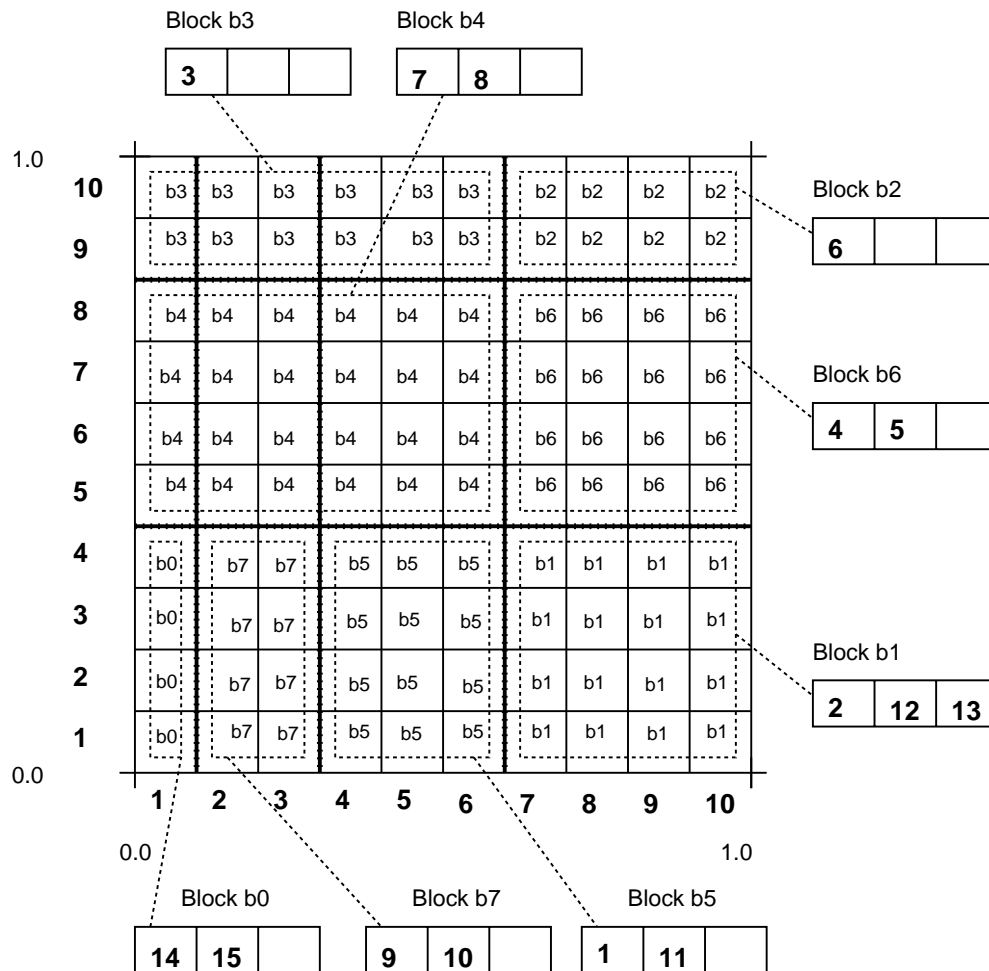 Block b3 Block b4
3 7 8
1.0
10 b3 b3 b3 b3 b3 b3 b2 b2 b2 b2 Block b2
9 b3 b3 b3 b3 b3 b3 b2 b2 b2 b2 6
8 b4 b4 b4 b4 b4 b4 b6 b6 b6 b6
7 b4 b4 b4 b4 b4 b4 b6 b6 b6 b6 Block b6
6 b4 b4 b4 b4 b4 b4 b6 b6 b6 b6 4 5
5 b4 b4 b4 b4 b4 b4 b6 b6 b6 b6
4 b0 b7 b7 b5 b5 b5 b1 b1 b1 b1
3 b0 b7 b7 b5 b5 b5 b1 b1 b1 b1
Block b1
2 b0 b7 b7 b5 b5 b5 b1 b1 b1 b1
2 12 13
1 b0 b7 b7 b5 b5 b5 b1 b1 b1 b1
0.0
1 2 3 4 5 6 7 8 9 10
0.0 1.0
Block b0 Block b7 Block b5
14 15 9 10 1 11